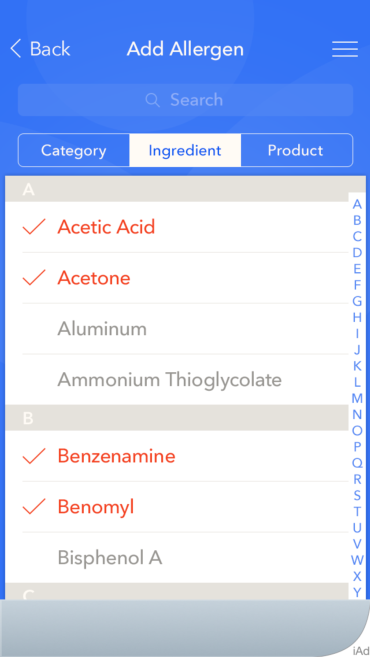 Back
Add Allergen
Search
Category
Ingredient
Product
A
Acetic Acid
Acetone
Aluminum
Ammonium Thioglycolate
B
Benzenamine
Benomyl
Bisphenol A
C
A
B
C
D
E
F
G
H
I
J
K
L
M
N
O
P
Q
R
S
T
U
V
W
X
Y
iAd